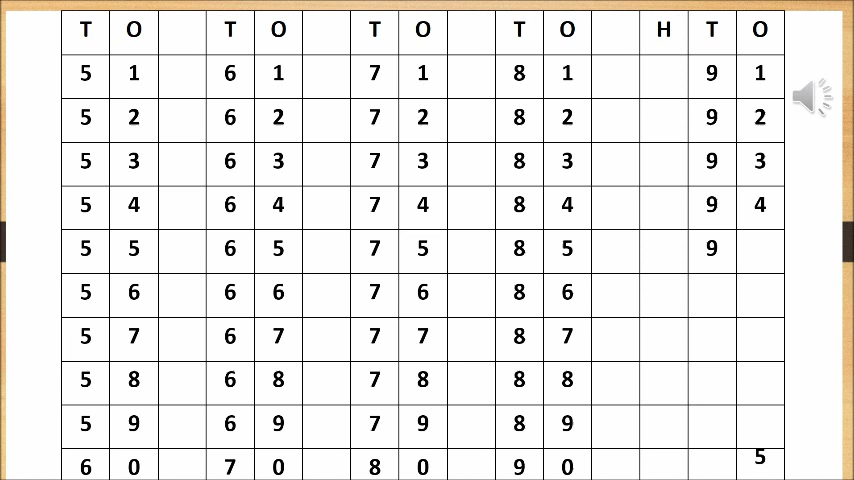 T O T O T O T O H T O
5 1 6 1 7 1 8 1 9 1
5 2 6 2 7 2 8 2 9 2
5 3 6 3 7 3 8 3 9 3
5 4 6 4 7 4 8 4 9 4
5 5 6 5 7 5 8 5 9
5 6 6 6 7 6 8 6
5 7 6 7 7 7 8 7
5 8 6 8 7 8 8 8
5 9 6 9 7 9 8 9
6 0 7 0 8 0 9 0 5